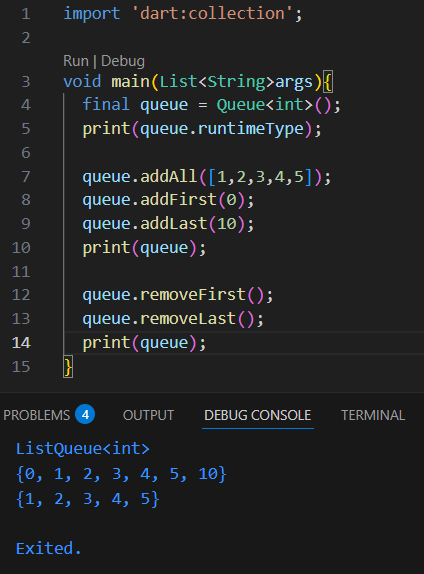 1 import 'dart:collection';
2
Run | Debug
3 void main(List<String>args){
4   final queue = Queue<int>();
5   print(queue.runtimeType);
6
7   queue.addAll([1,2,3,4,5]);
8   queue.addFirst(0);
9   queue.addLast(10);
10   print(queue);
11
12   queue.removeFirst();
13   queue.removeLast();
14   print(queue);
15 }
PROBLEMS 4 OUTPUT DEBUG CONSOLE TERMINAL
ListQueue<int>
{0, 1, 2, 3, 4, 5, 10}
{1, 2, 3, 4, 5}
Exited.